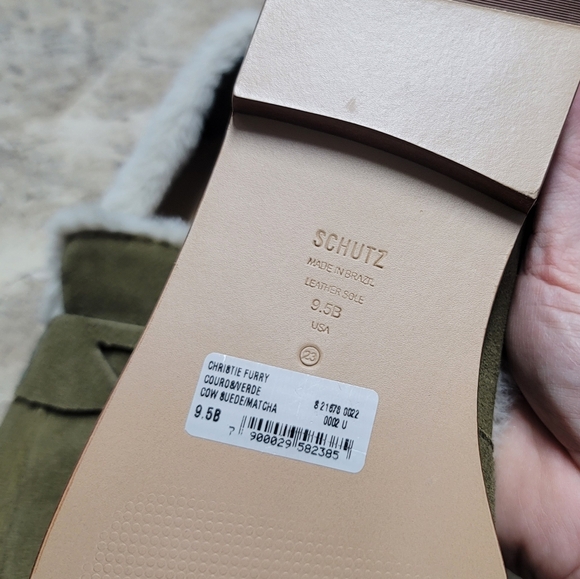 SCHUTZ
MADE IN BRAZIL
LEATHER SOLE
9.5B
USA
23
CHRISTIE FURRY
COUROS/VERDE
COW SUEDE/MATCHA
S 21678 0022
0002 U
9.5B
7 900029 582385